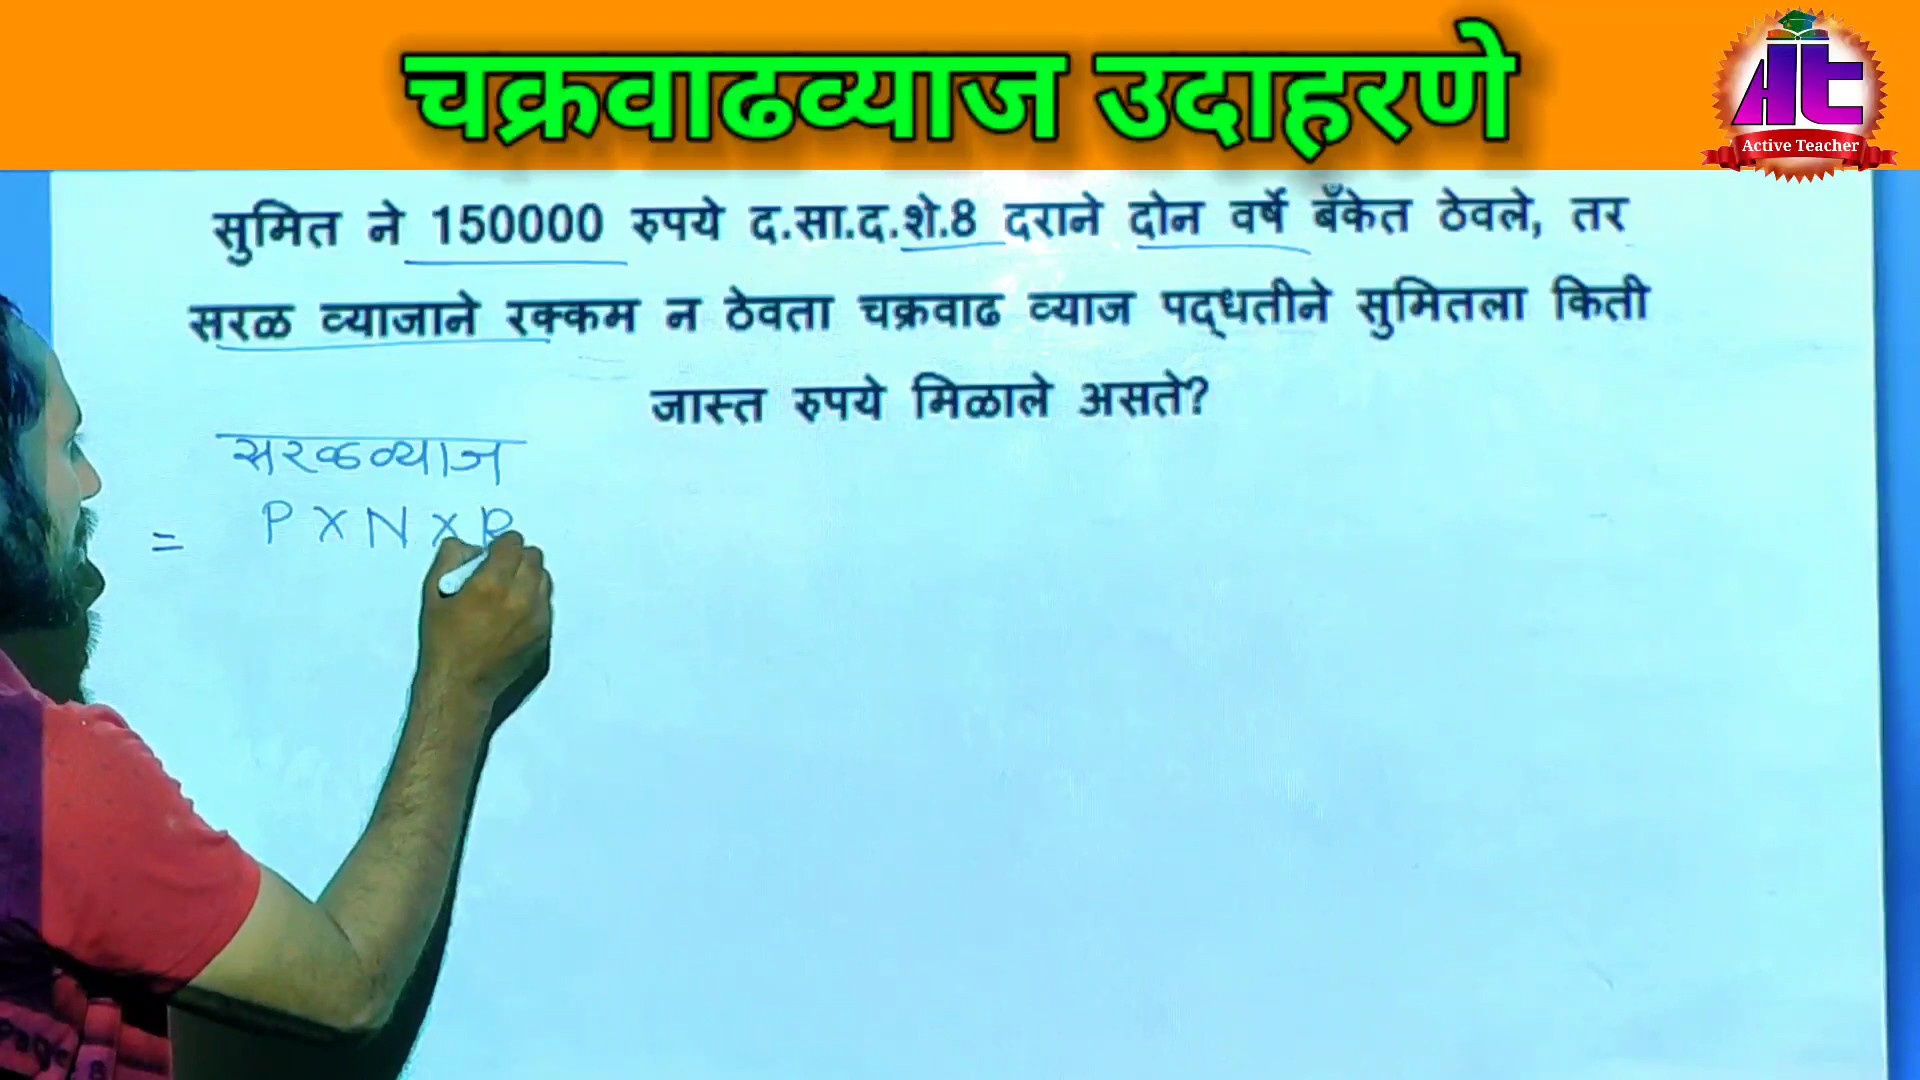 चक्रवाढव्याज उदाहरणे
Active Teacher
सुमित ने 150000 रुपये द.सा.द.शे.8 दराने दोन वर्षे बँकेत ठेवले, तर
सरळ व्याजाने रक्कम न ठेवता चक्रवाढ व्याज पद्धतीने सुमितला किती
जास्त रुपये मिळाले असते?
सरळव्याज
= P X N X R